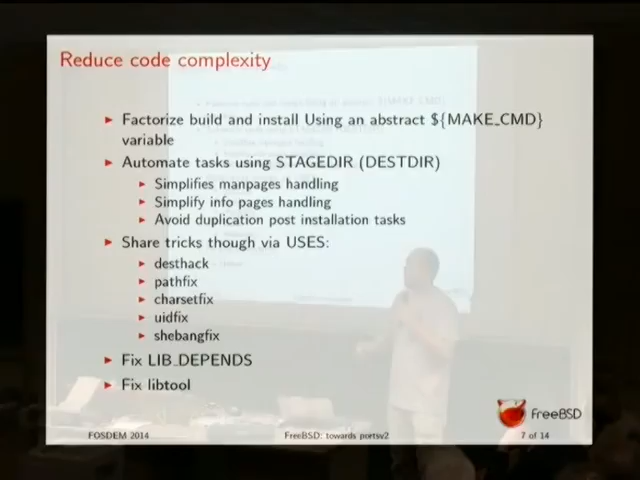 Reduce code complexity
Factorize build and install Using an abstract ${MAKE_CMD}
variable
Automate tasks using STAGEDIR (DESTDIR)
Simplifies manpages handling
Simplify info pages handling
Avoid duplication post installation tasks
Share tricks though via USES:
desthack
pathfix
charsetfix
uidfix
shebangfix
Fix LIB_DEPENDS
Fix libtool
FreeBSD
FOSDEM 2014
FreeBSD: towards portsv2
7 of 14